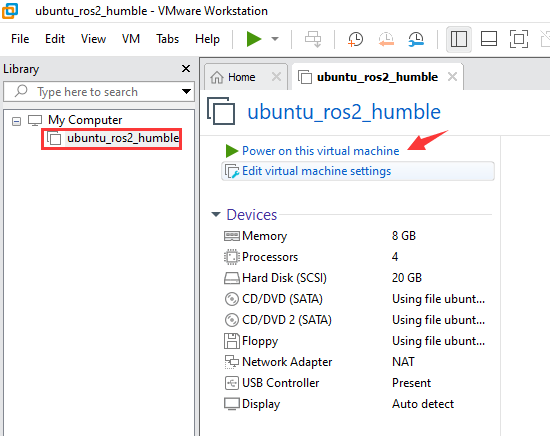 ubuntu_ros2_humble - VMware Workstation
File Edit View VM Tabs Help
Library
Type here to search
My Computer
ubuntu_ros2_humble
Home
ubuntu_ros2_humble
ubuntu_ros2_humble
Power on this virtual machine
Edit virtual machine settings
Devices
Memory 8 GB
Processors 4
Hard Disk (SCSI) 20 GB
CD/DVD (SATA) Using file ubunt...
CD/DVD 2 (SATA) Using file ubunt...
Floppy Using file ubunt...
Network Adapter NAT
USB Controller Present
Display Auto detect